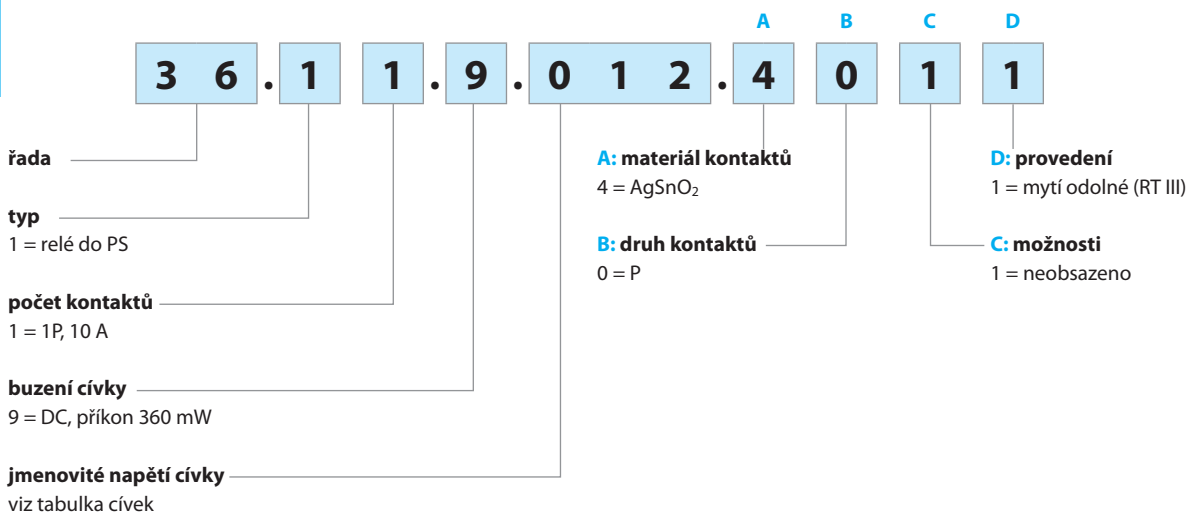 A B C D
3 6 . 1 1 . 9 . 0 1 2 . 4 0 1 1
řada
typ
1 = relé do PS
počet kontaktů
1 = 1P, 10 A
buzení cívky
9 = DC, příkon 360 mW
jmenovité napětí cívky
viz tabulka cívek
A: materiál kontaktů
4 = AgSnO₂
B: druh kontaktů
0 = P
D: provedení
1 = mytí odolné (RT III)
C: možnosti
1 = neobsazeno